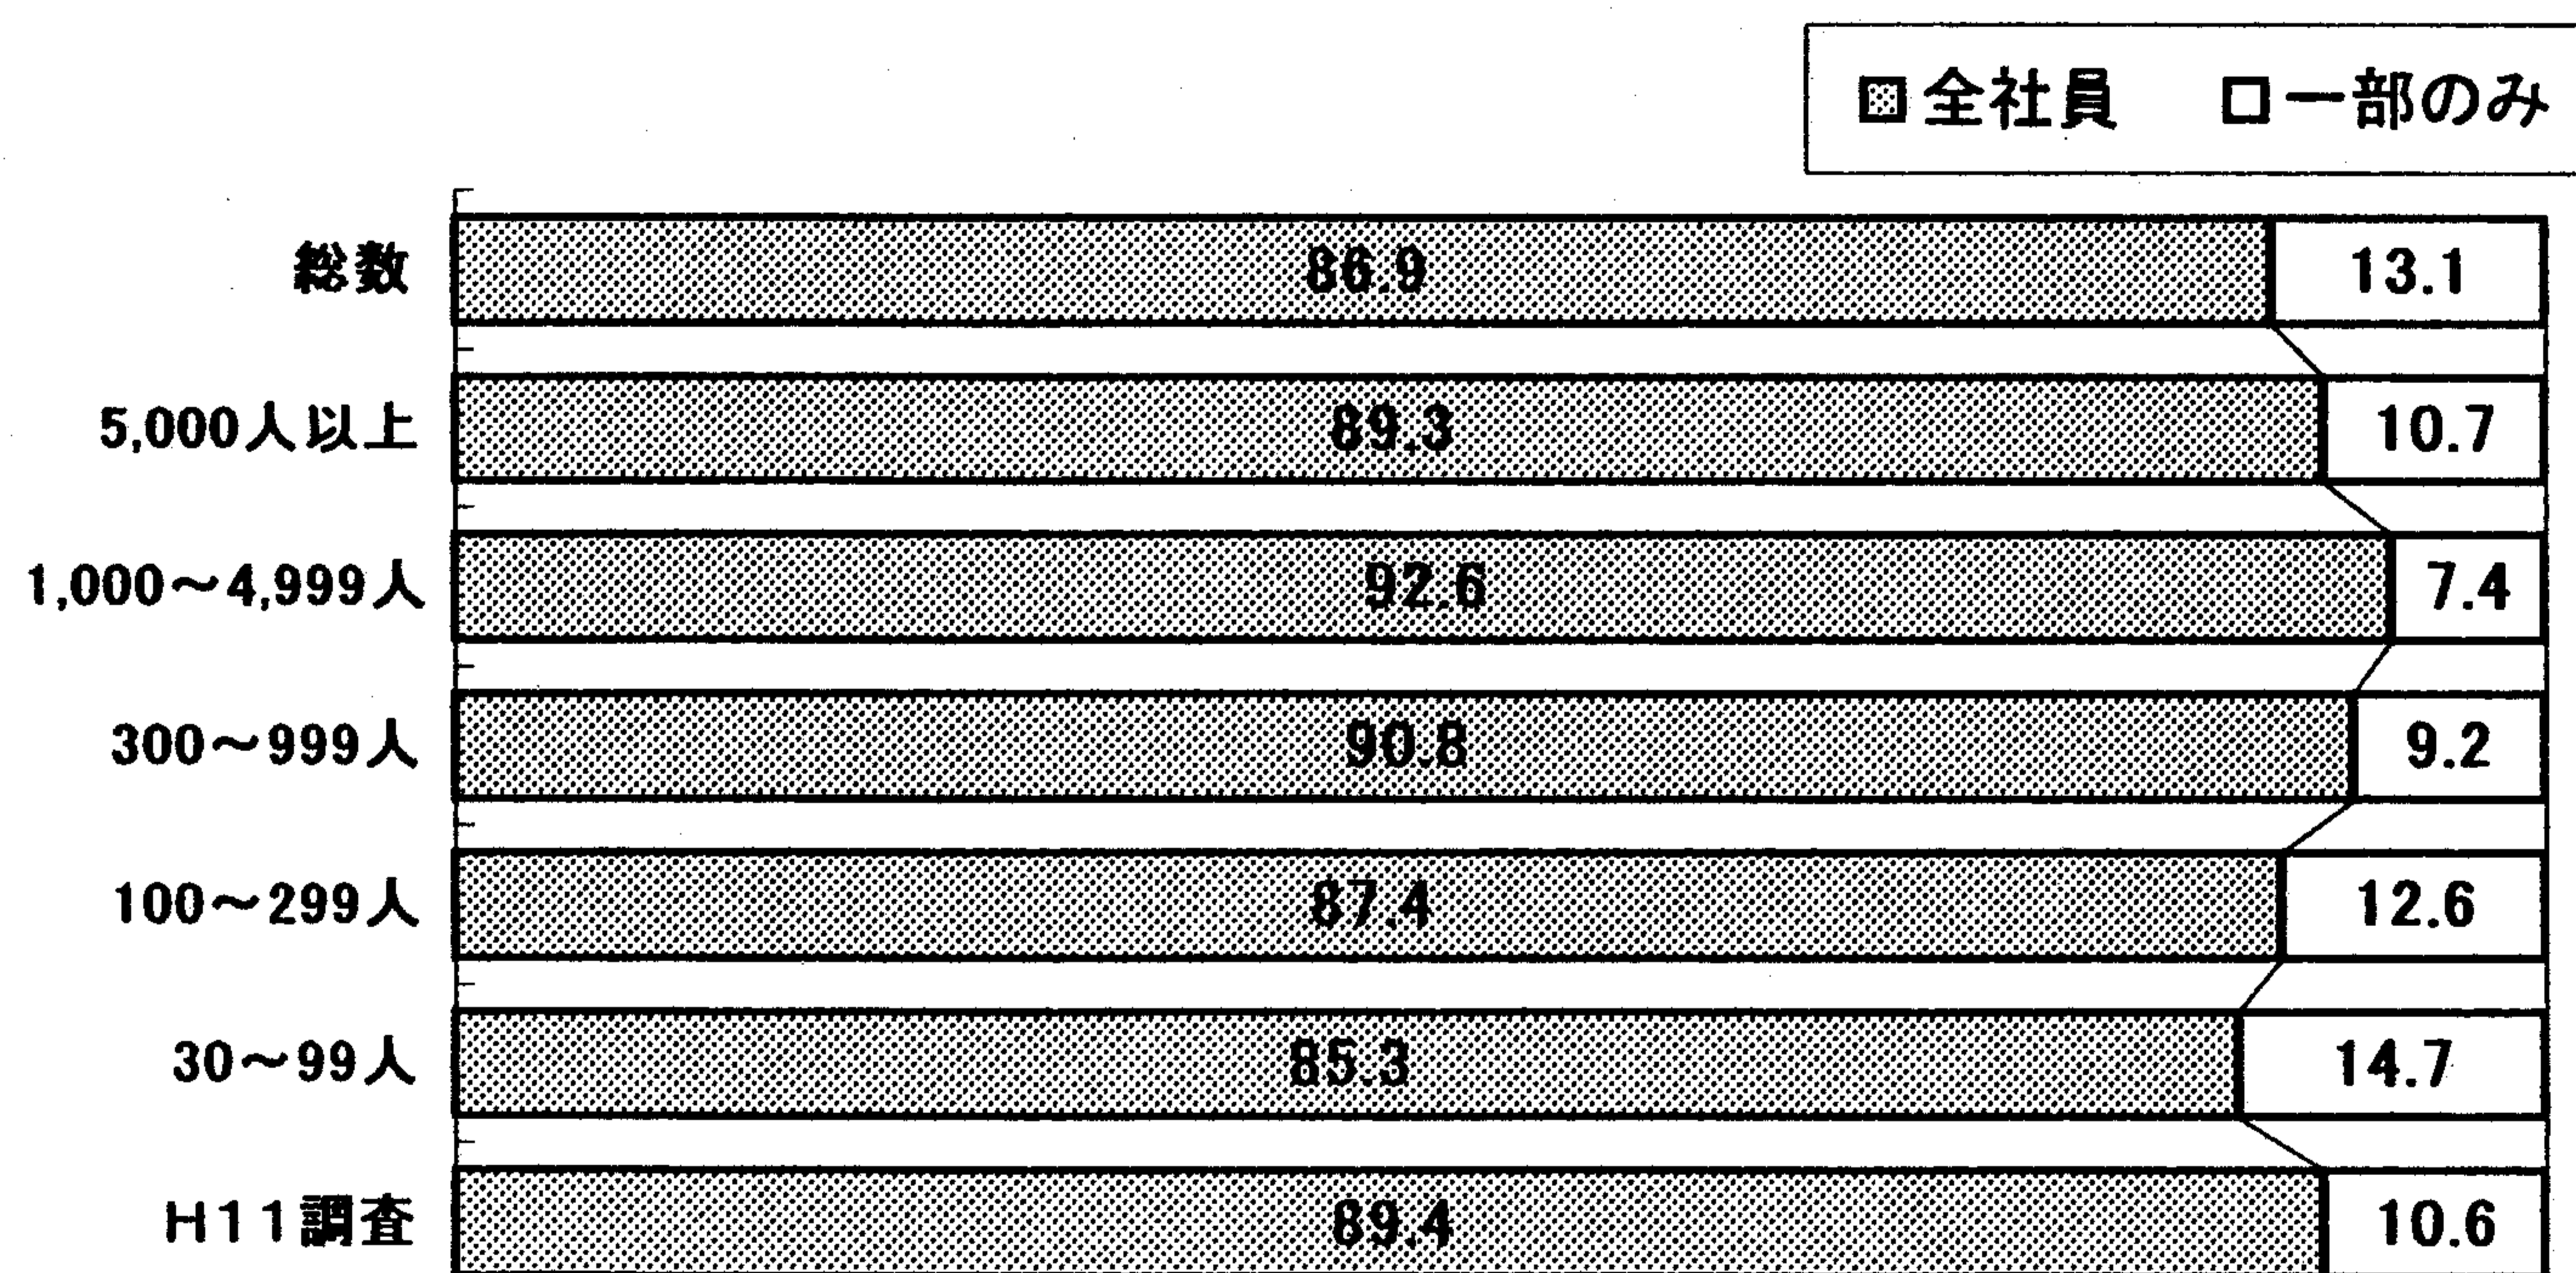 全社員 一部のみ
総数 86.9 13.1
5,000人以上 89.3 10.7
1,000～4,999人 92.6 7.4
300～999人 90.8 9.2
100～299人 87.4 12.6
30～99人 85.3 14.7
H11調査 89.4 10.6